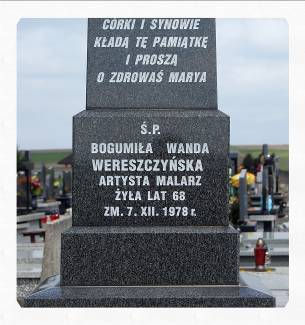 CÓRKI I SYNOWIE
KŁADĄ TĘ PAMIĄTKĘ
I PROSZĄ
O ZDROWAŚ MARYA
Ś.P.
BOGUMIŁA WANDA
WERESZCZYŃSKA
ARTYSTA MALARZ
ŻYŁA LAT 68
ZM. 7. XII. 1978 r.